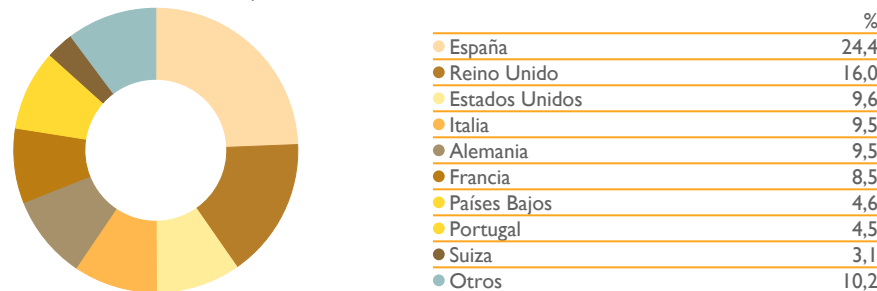 %
España 24,4
Reino Unido 16,0
Estados Unidos 9,6
Italia 9,5
Alemania 9,5
Francia 8,5
Países Bajos 4,6
Portugal 4,5
Suiza 3,1
Otros 10,2